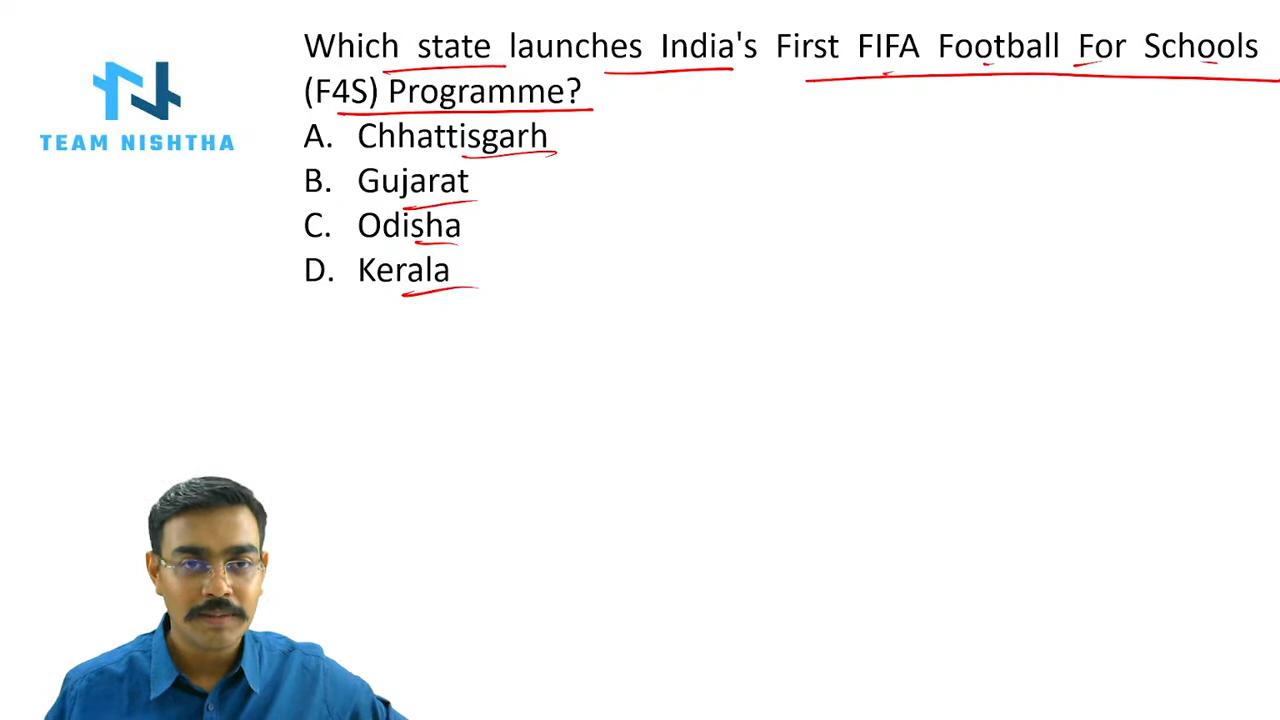 Which state launches India's First FIFA Football For Schools
(F4S) Programme?
A. Chhattisgarh
B. Gujarat
C. Odisha
D. Kerala
TEAM NISHTHA